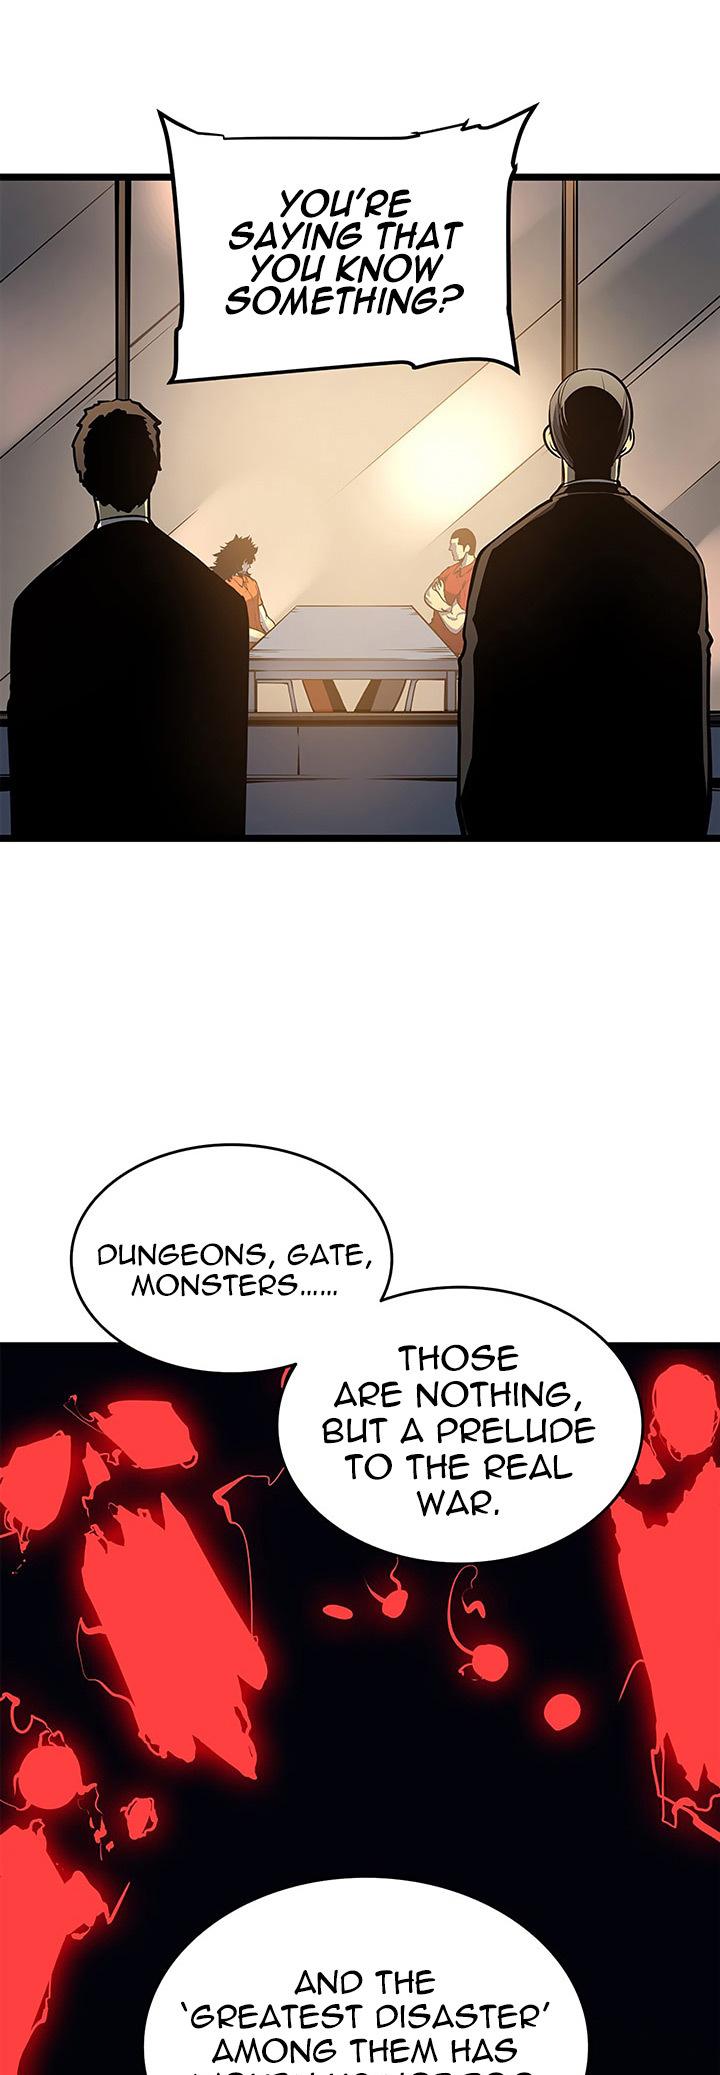 YOU'RE
SAYING THAT
YOU KNOW
SOMETHING?
DUNGEONS, GATE,
MONSTERS......
THOSE
ARE NOTHING,
BUT A PRELUDE
TO THE REAL
WAR.
AND THE
'GREATEST DISASTER'
AMONG THEM HAS